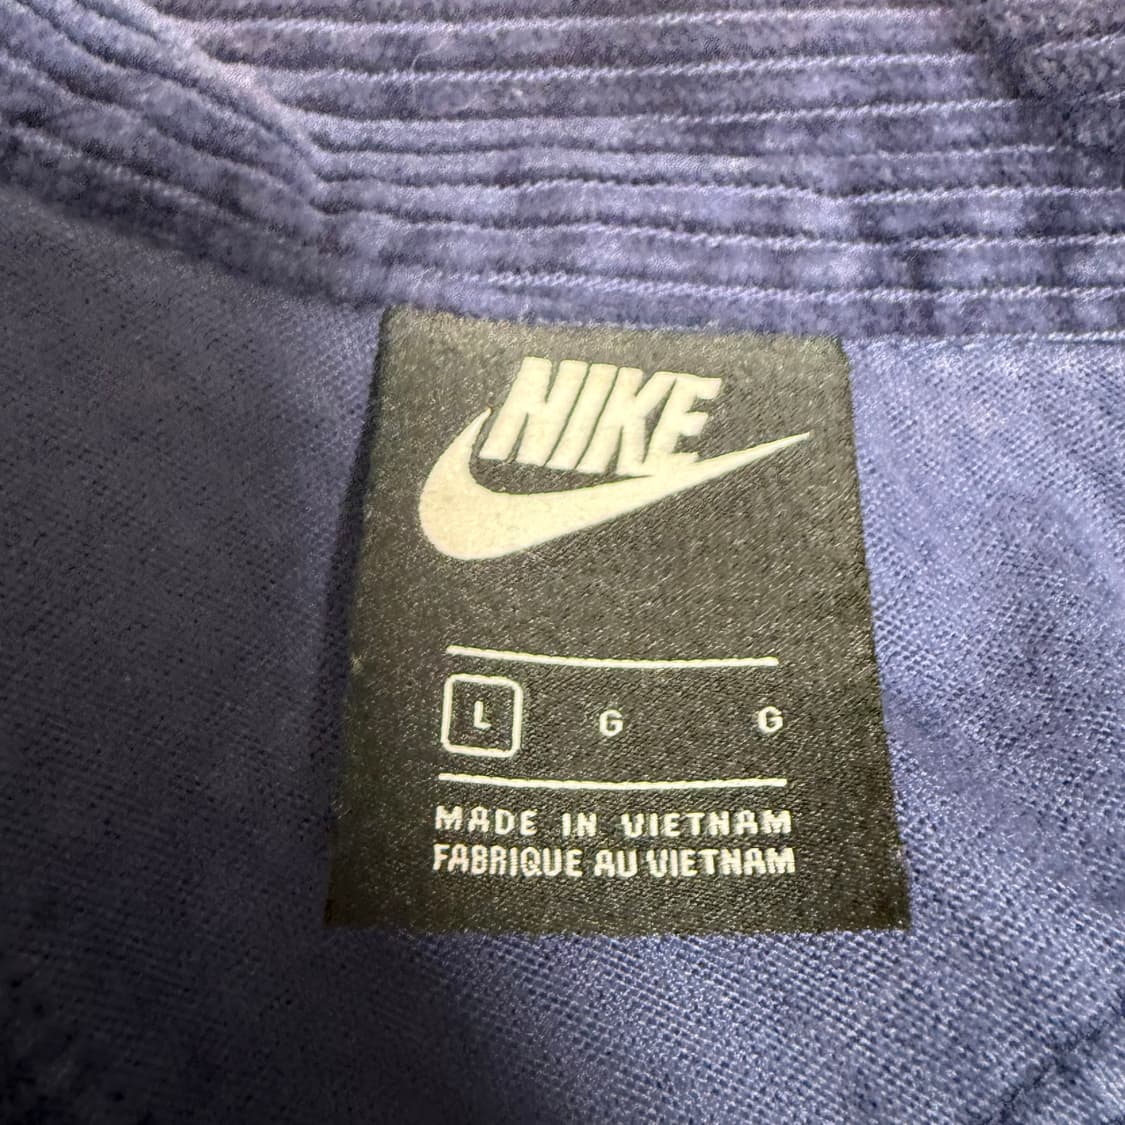 NIKE
L G G
MADE IN VIETNAM
FABRIQUE AU VIETNAM